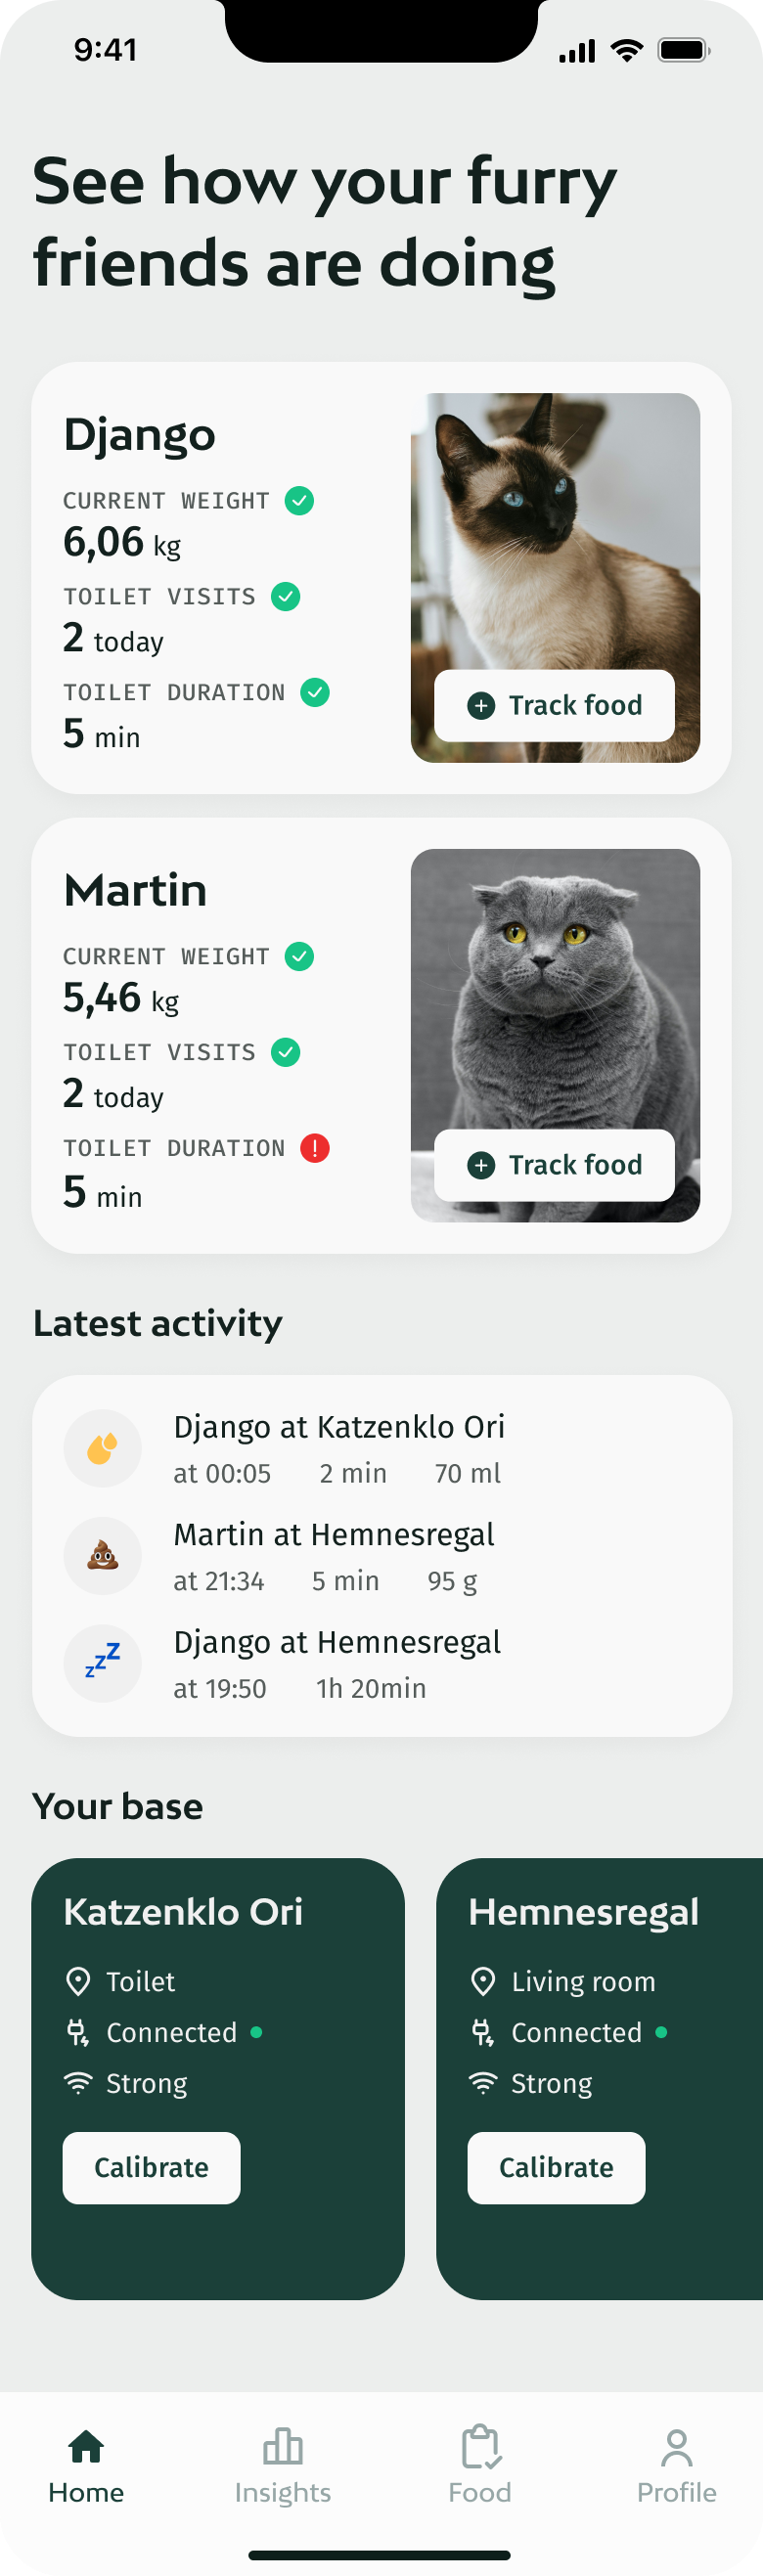 9:41
See how your furry
friends are doing
Django
CURRENT WEIGHT
6,06 kg
TOILET VISITS
2 today
TOILET DURATION
5 min
Track food
Martin
CURRENT WEIGHT
5,46 kg
TOILET VISITS
2 today
TOILET DURATION
5 min
Track food
Latest activity
Django at Katzenklo Ori
at 00:05 2 min 70 ml
Martin at Hemnesregal
at 21:34 5 min 95 g
zzz
Django at Hemnesregal
at 19:50 1h 20min
Your base
Katzenklo Ori
Toilet
Connected
Strong
Calibrate
Hemnesregal
Living room
Connected
Strong
Calibrate
Home
Insights
Food
Profile